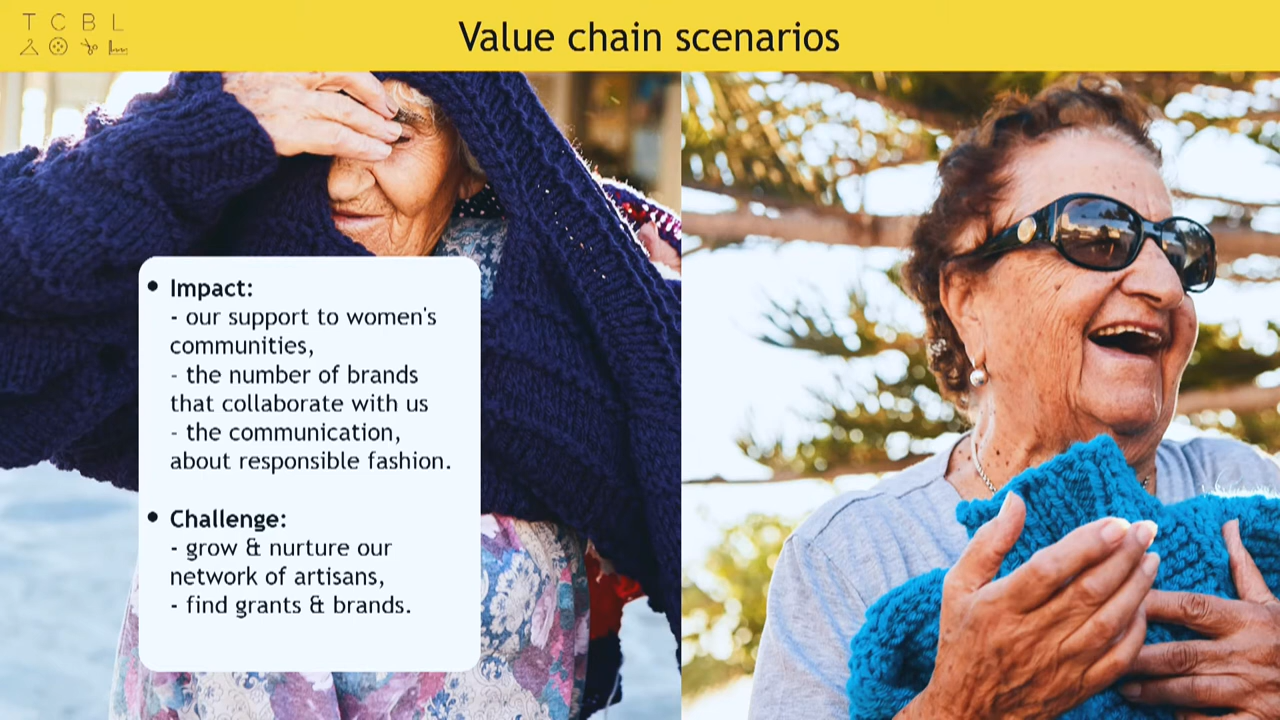 T C B L
Value chain scenarios
• Impact:
- our support to women's
communities,
- the number of brands
that collaborate with us
- the communication,
about responsible fashion.
• Challenge:
- grow & nurture our
network of artisans,
- find grants & brands.